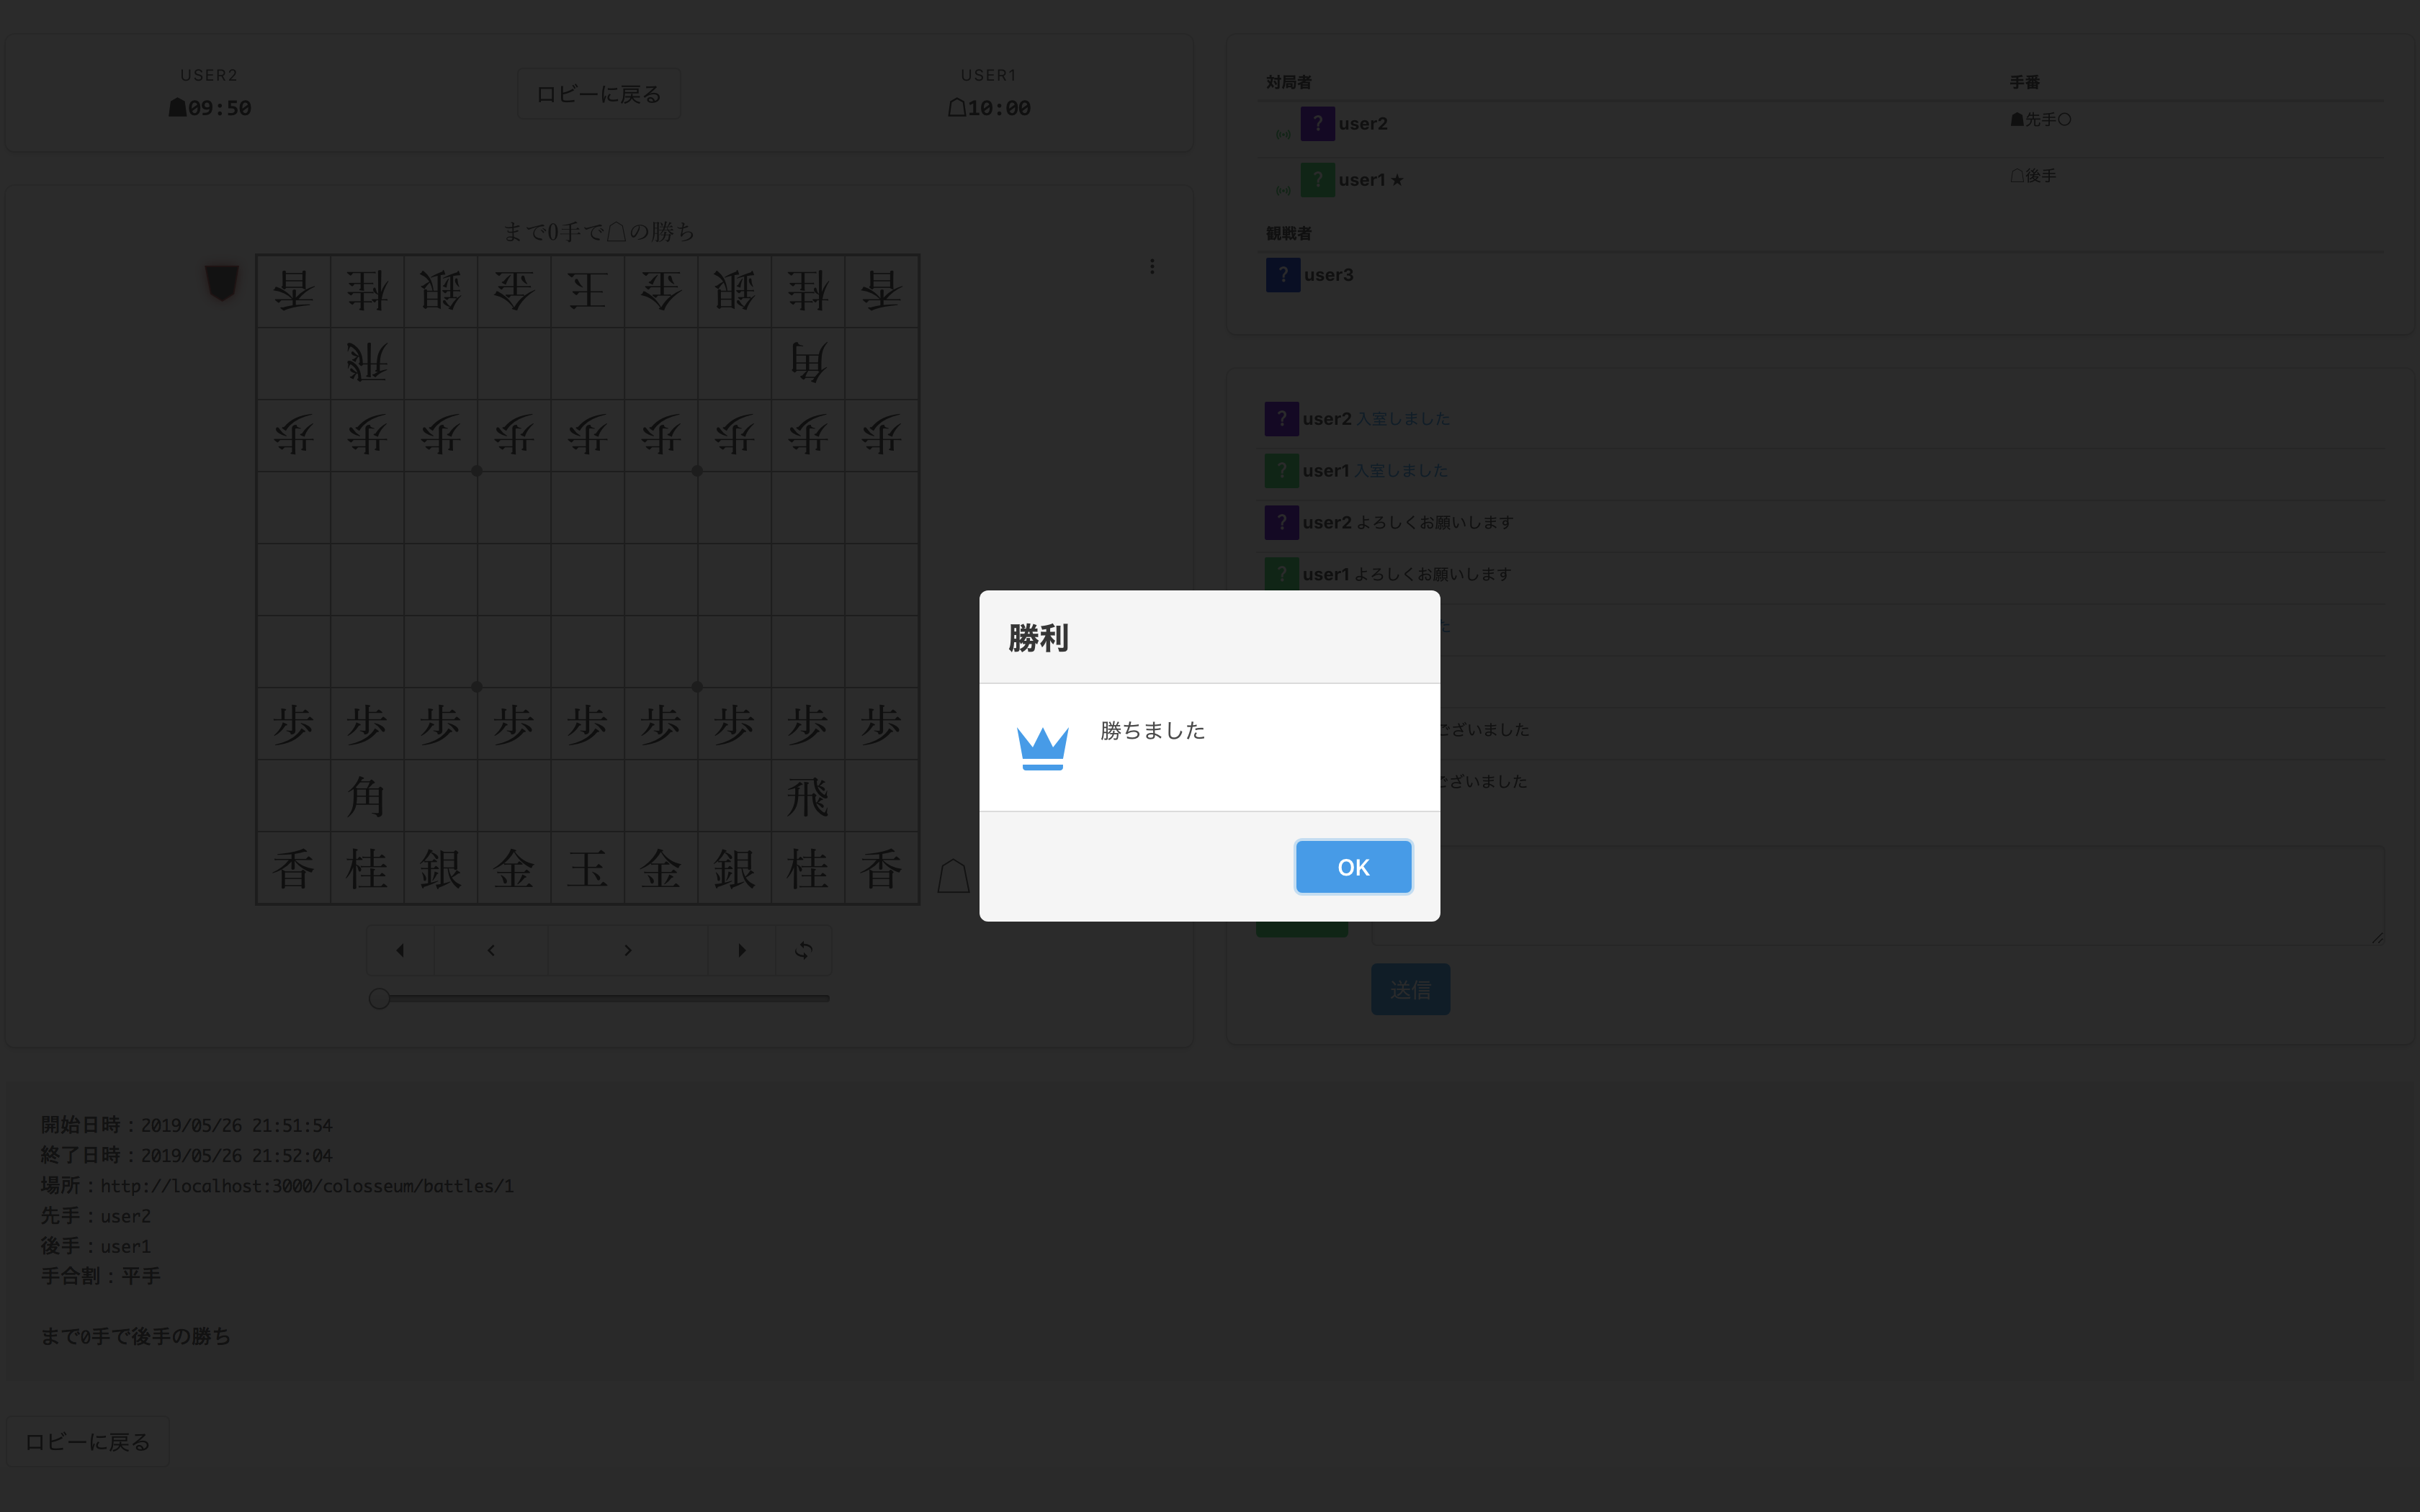 USER2
☗09:50
ロビーに戻る
USER1
☖10:00
まで0手で☖の勝ち
香桂銀金王金銀桂香
飛角
歩歩歩歩歩歩歩歩歩
歩歩歩歩歩歩歩歩歩
角飛
香桂銀金玉金銀桂香
対局者 手番
? user2 ☗先手○
? user1 ★ ☖後手
観戦者
? user3
? user2 入室しました
? user1 入室しました
? user2 よろしくお願いします
? user1 よろしくお願いします
た
ございました
ございました
送信
勝利
勝ちました
OK
開始日時：2019/05/26 21:51:54
終了日時：2019/05/26 21:52:04
場所：http://localhost:3000/colosseum/battles/1
先手：user2
後手：user1
手合割：平手
まで0手で後手の勝ち
ロビーに戻る